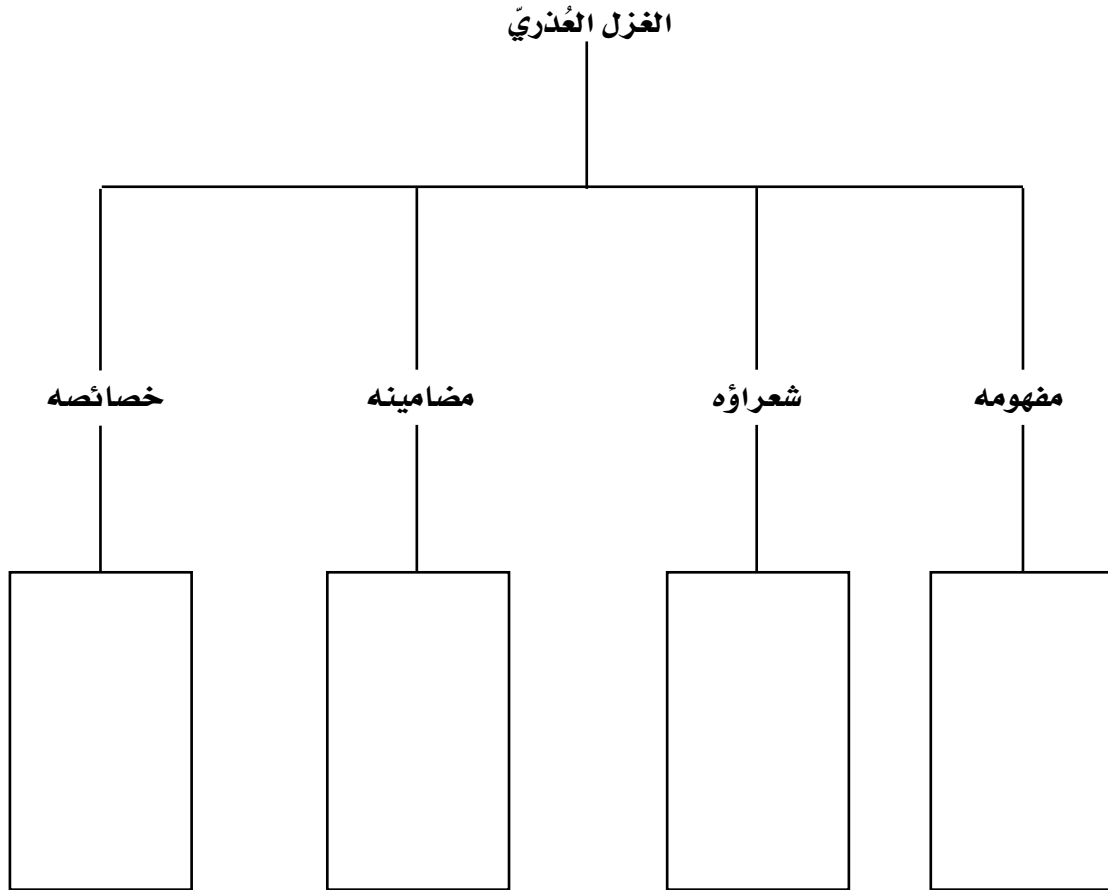 الغزل العُذريّ
مفهومه
شعراؤه
مضامينه
خصائصه